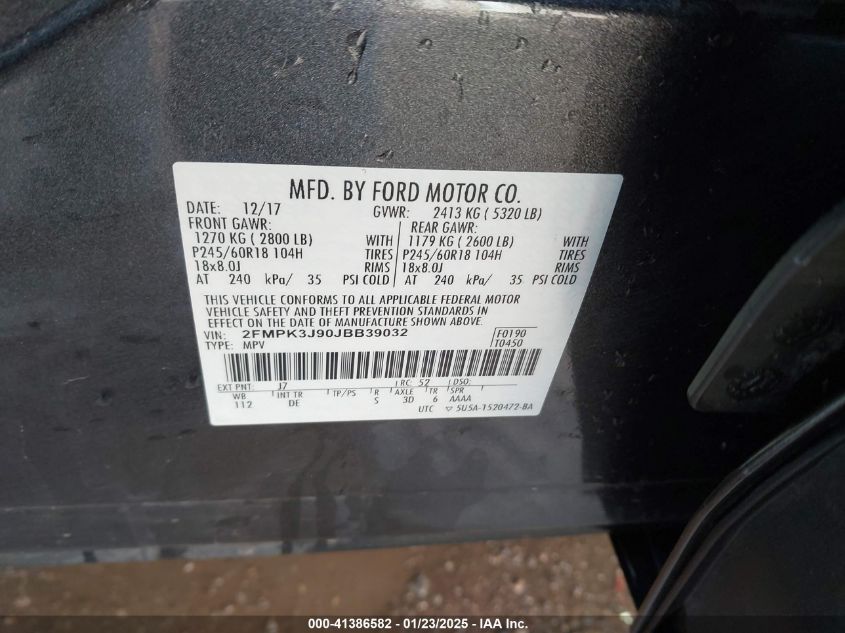 MFD. BY FORD MOTOR CO.
DATE: 12/17 GVWR: 2413 KG ( 5320 LB)
FRONT GAWR: REAR GAWR:
1270 KG ( 2800 LB) WITH 1179 KG ( 2600 LB) WITH
P245/60R18 104H TIRES P245/60R18 104H TIRES
18x8.0J RIMS 18x8.0J RIMS
AT 240 kPa/ 35 PSI COLD AT 240 kPa/ 35 PSI COLD
THIS VEHICLE CONFORMS TO ALL APPLICABLE FEDERAL MOTOR
VEHICLE SAFETY AND THEFT PREVENTION STANDARDS IN
EFFECT ON THE DATE OF MANUFACTURE SHOWN ABOVE.
VIN: 2FMPK3J90JBB39032 F0190
TYPE: MPV T0450
EXT PNT: J7 RC: 52 DSO:
WB INT TR TP/PS R AXLE TR SPR
112 DE S 3D 6 AAAA
UTC ▽ 5U5A-1520472-BA
000-41386582 - 01/23/2025 - IAA Inc.